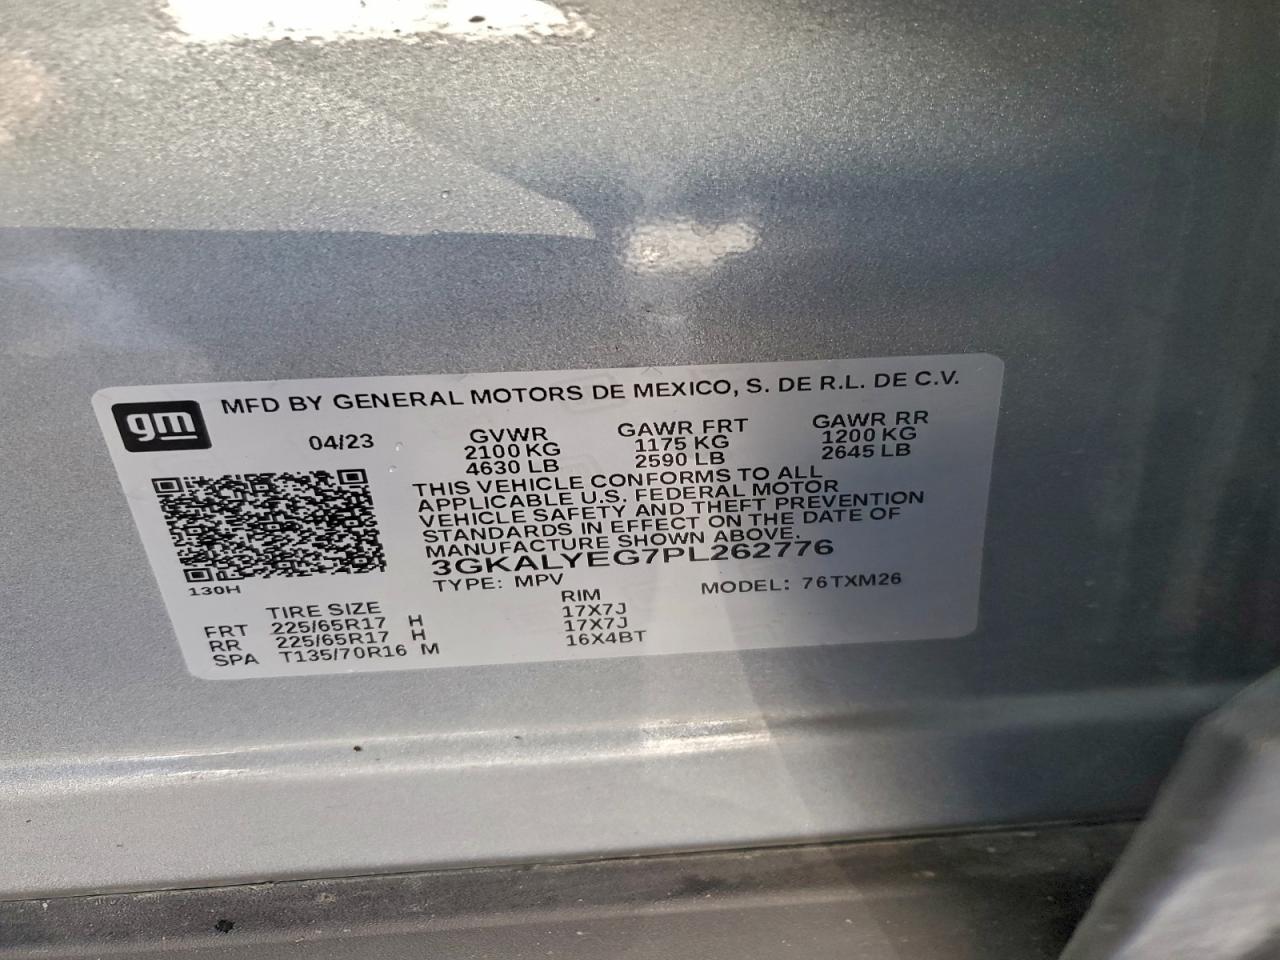 gm MFD BY GENERAL MOTORS DE MEXICO, S. DE R.L. DE C.V.
04/23 GVWR GAWR FRT GAWR RR
2100 KG 1175 KG 1200 KG
4630 LB 2590 LB 2645 LB
THIS VEHICLE CONFORMS TO ALL
APPLICABLE U.S. FEDERAL MOTOR
VEHICLE SAFETY AND THEFT PREVENTION
STANDARDS IN EFFECT ON THE DATE OF
MANUFACTURE SHOWN ABOVE.
3GKALYEG7PL262776
130H TYPE: MPV MODEL: 76TXM26
TIRE SIZE RIM
FRT 225/65R17 H 17X7J
RR 225/65R17 H 17X7J
SPA T135/70R16 M 16X4BT